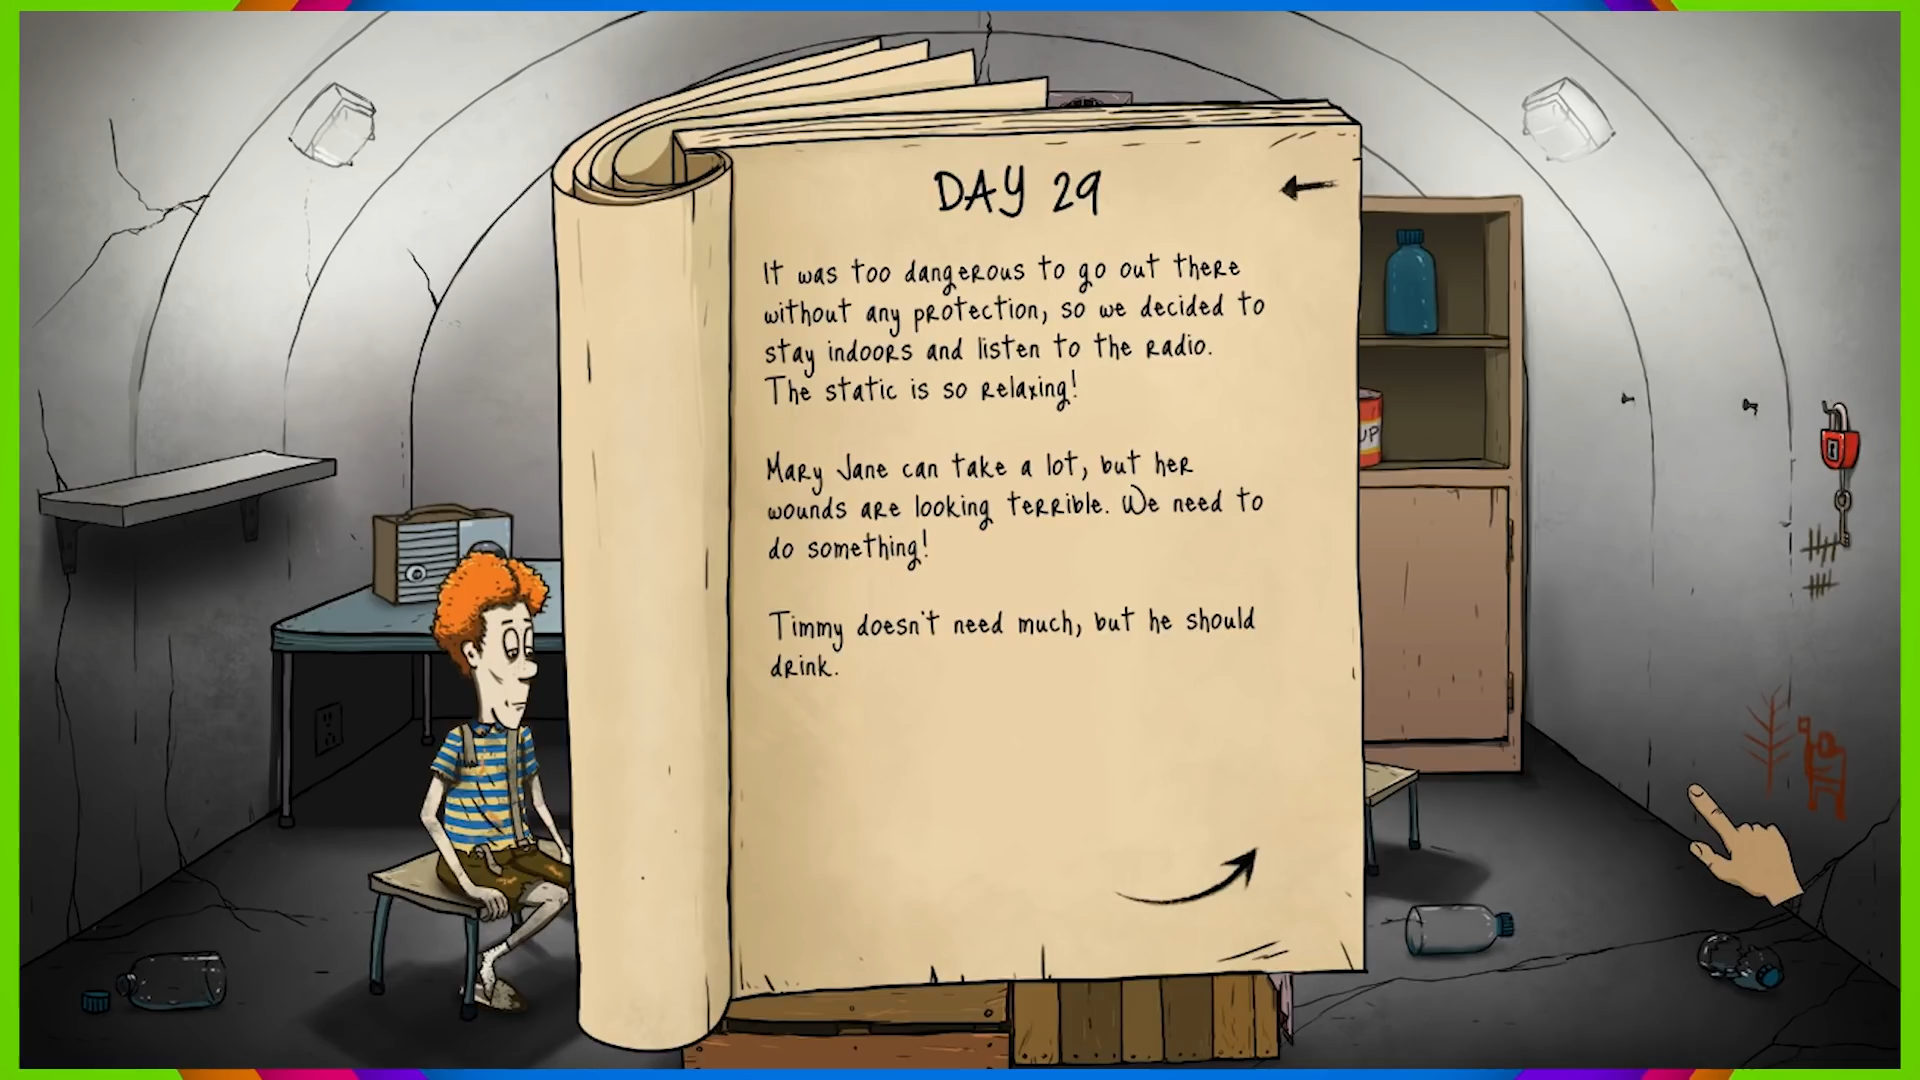 DAY 29
It was too dangerous to go out there
without any protection, so we decided to
stay indoors and listen to the radio.
The static is so relaxing!
Mary Jane can take a lot, but her
wounds are looking terrible. We need to
do something!
Timmy doesn't need much, but he should
drink.
UP